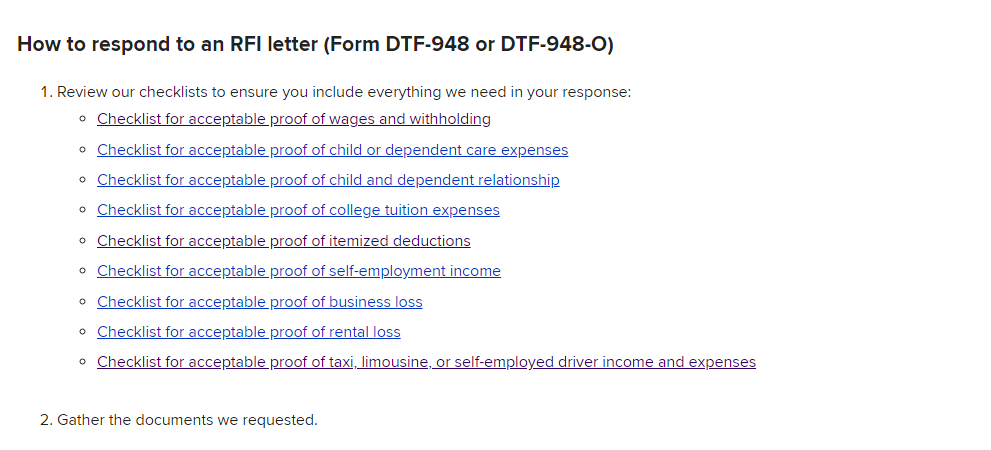 How to respond to an RFI letter (Form DTF-948 or DTF-948-O)
1. Review our checklists to ensure you include everything we need in your response:
Checklist for acceptable proof of wages and withholding
Checklist for acceptable proof of child or dependent care expenses
Checklist for acceptable proof of child and dependent relationship
Checklist for acceptable proof of college tuition expenses
Checklist for acceptable proof of itemized deductions
Checklist for acceptable proof of self-employment income
Checklist for acceptable proof of business loss
Checklist for acceptable proof of rental loss
Checklist for acceptable proof of taxi, limousine, or self-employed driver income and expenses
2. Gather the documents we requested.